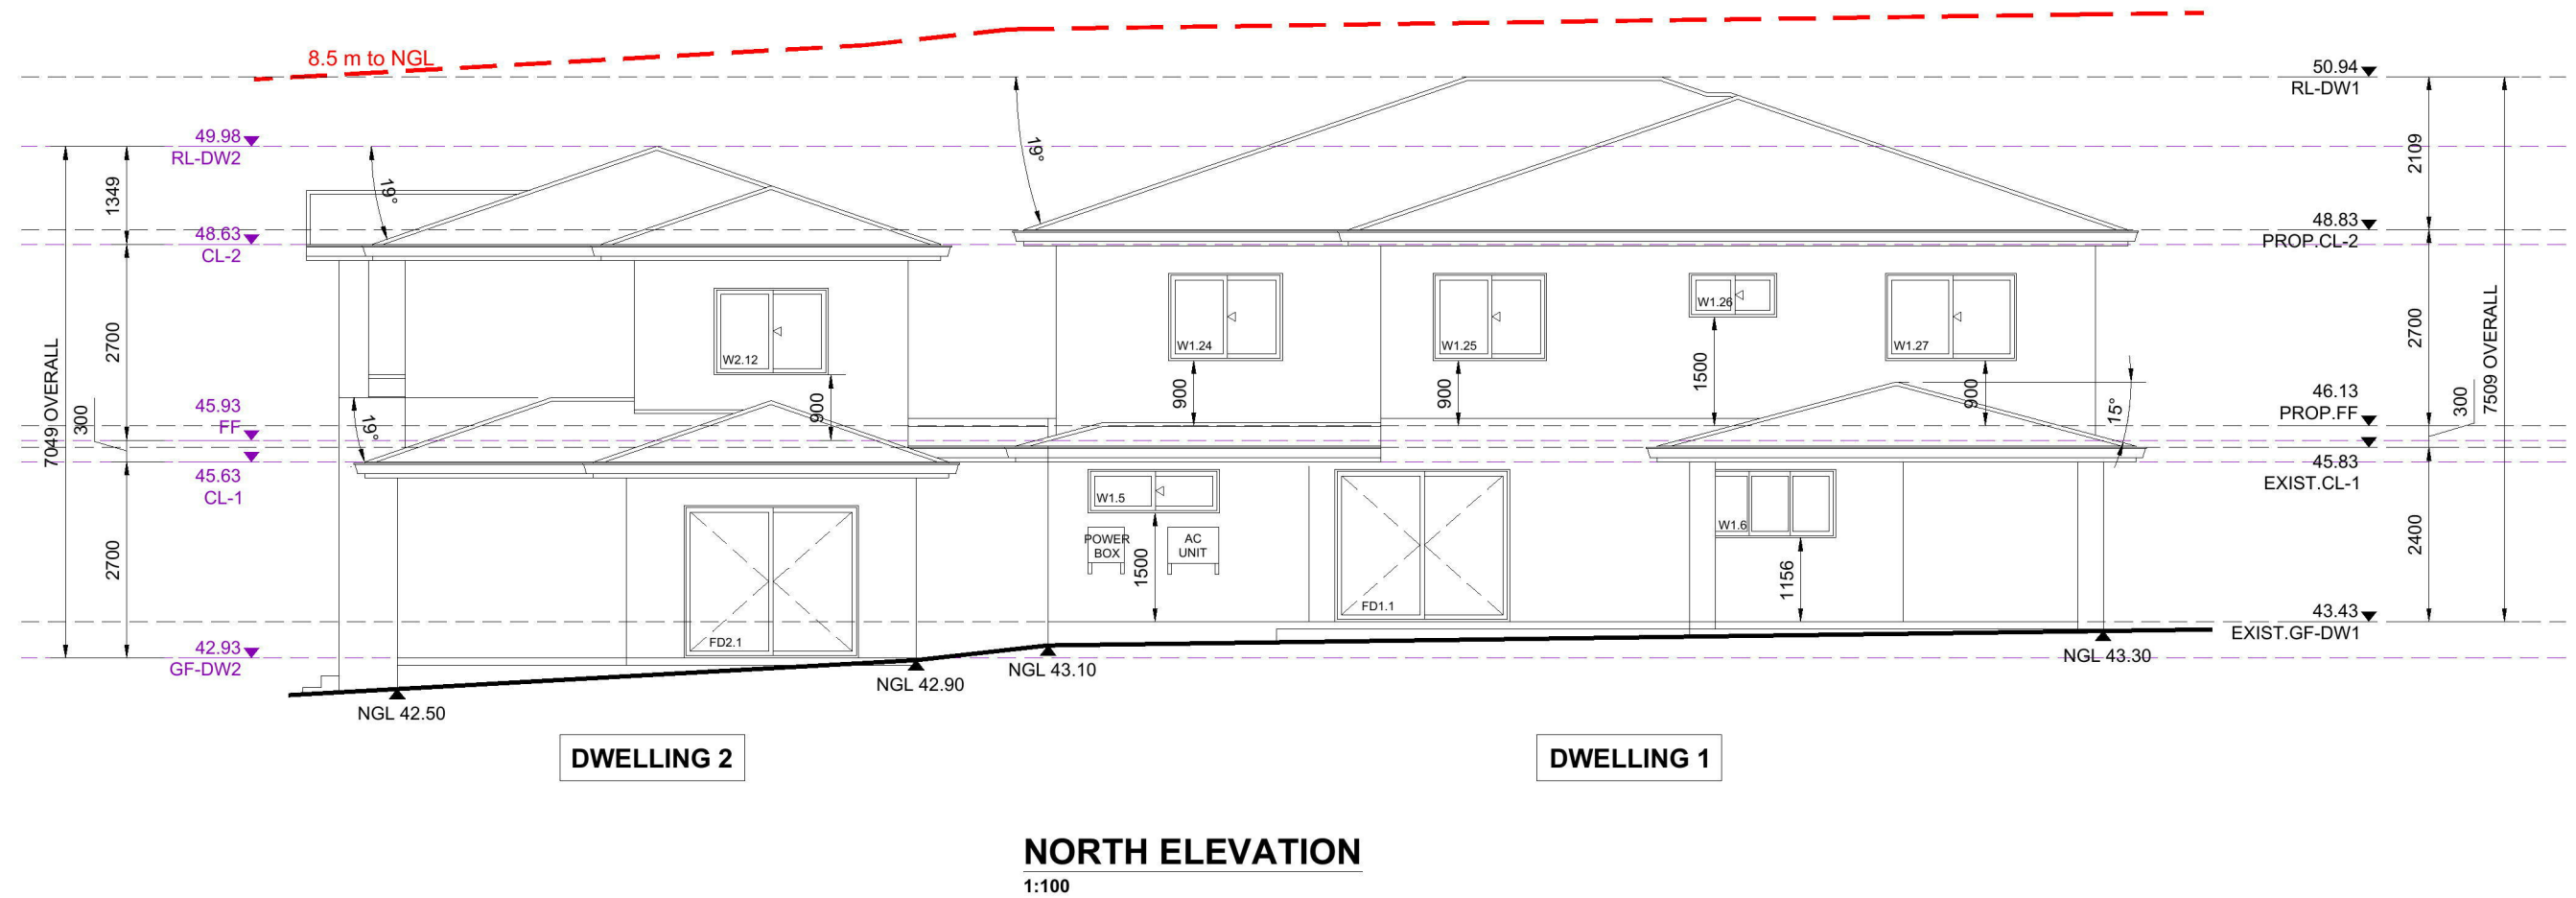 8.5 m to NGL
50.94
RL-DW1
49.98
RL-DW2
19°
19°
1349
2109
48.63
CL-2
48.83
PROP.CL-2
W2.12
W1.24
W1.25
W1.26
W1.27
2700
7049 OVERALL
300
45.93
FF
19°
900
900
900
1500
900
15°
46.13
PROP.FF
2700
300
7509 OVERALL
45.63
CL-1
45.83
EXIST.CL-1
W1.5
POWER
BOX
1500
AC
UNIT
FD1.1
W1.6
1156
2700
2400
FD2.1
42.93
GF-DW2
43.43
EXIST.GF-DW1
NGL 42.50
NGL 42.90
NGL 43.10
NGL 43.30
DWELLING 2
DWELLING 1
NORTH ELEVATION
1:100